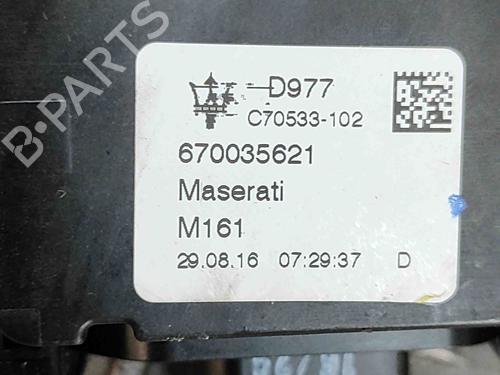 B-PARTS
D977
C70533-102
670035621
Maserati
M161
29.08.16 07:29:37 D